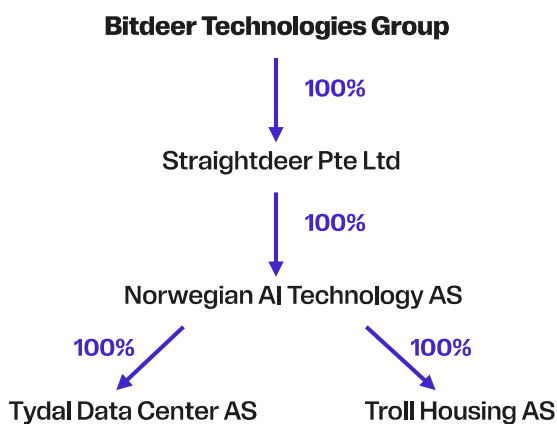 Bitdeer Technologies Group
100%
Straightdeer Pte Ltd
100%
Norwegian AI Technology AS
100%
100%
Tydal Data Center AS
Troll Housing AS